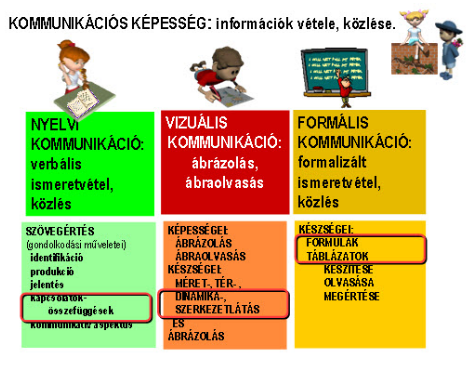 KOMMUNIKÁCIÓS KÉPESSÉG: információk vétele, közlése.
NYELVI
KOMMUNIKÁCIÓ:
verbális
ismeretvétel,
közlés
VIZUÁLIS
KOMMUNIKÁCIÓ:
ábrázolás,
ábraolvasás
FORMÁLIS
KOMMUNIKÁCIÓ:
formalizált
ismeretvétel,
közlés
SZÖVEGÉRTÉS
(gondolkodási műveletei)
identifikáció
produkció
jelentés
kapcsolatok-
összefüggések
kommunikatív aspektus
KÉPESSÉGEI:
ÁBRÁZOLÁS
ÁBRAOLVASÁS
KÉSZSÉGEI:
MÉRET-, TÉR- ,
DINAMIKA-,
SZERKEZETLÁTÁS
ÉS
ÁBRÁZOLÁS
KÉSZSÉGEI:
FORMULÁK
TÁBLÁZATOK
KÉSZÍTÉSE
OLVASÁSA
MEGÉRTÉSE